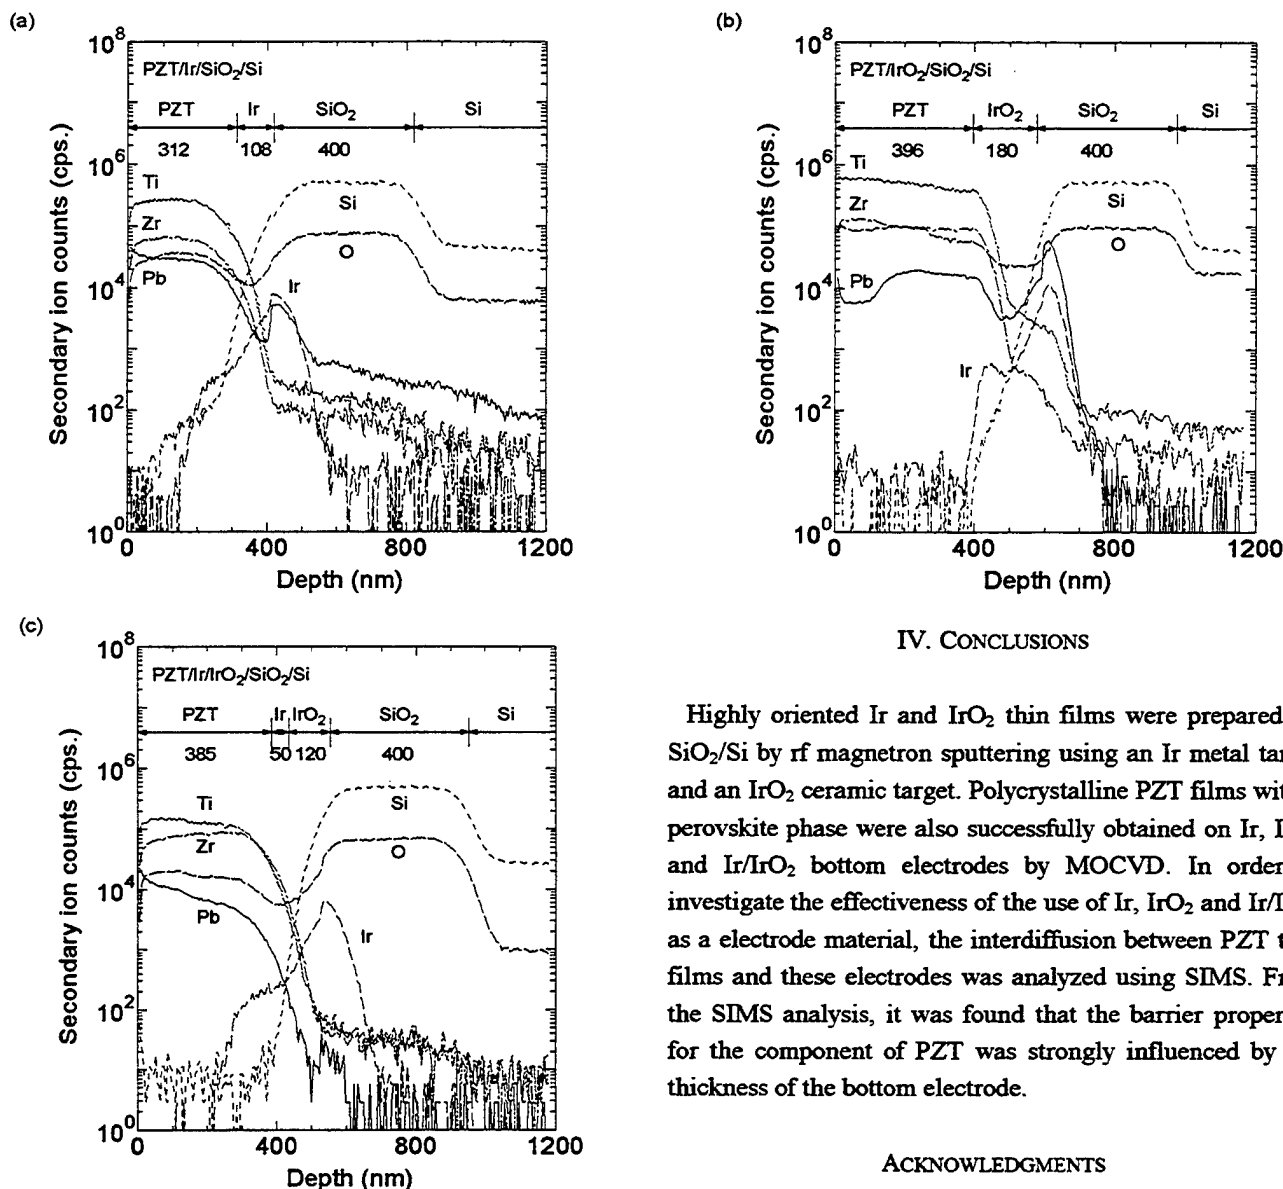 (a)
10^8
PZT/Ir/SiO2/Si
PZT Ir SiO2 Si
312 108 400
10^6
Ti
Zr
Si
O
Pb
Ir
10^4
10^2
10^0
0 400 800 1200
Secondary ion counts (cps.)
Depth (nm)
(b)
10^8
PZT/IrO2/SiO2/Si
PZT IrO2 SiO2 Si
396 180 400
10^6
Ti
Zr
Si
O
Pb
Ir
10^4
10^2
10^0
0 400 800 1200
Secondary ion counts (cps.)
Depth (nm)
(c)
10^8
PZT/Ir/IrO2/SiO2/Si
PZT Ir IrO2 SiO2 Si
385 50 120 400
10^6
Ti
Zr
Si
O
Pb
Ir
10^4
10^2
10^0
0 400 800 1200
Secondary ion counts (cps.)
Depth (nm)
IV. CONCLUSIONS
Highly oriented Ir and IrO2 thin films were prepared
SiO2/Si by rf magnetron sputtering using an Ir metal tar
and an IrO2 ceramic target. Polycrystalline PZT films wit
perovskite phase were also successfully obtained on Ir, I
and Ir/IrO2 bottom electrodes by MOCVD. In order
investigate the effectiveness of the use of Ir, IrO2 and Ir/I
as a electrode material, the interdiffusion between PZT t
films and these electrodes was analyzed using SIMS. Fr
the SIMS analysis, it was found that the barrier proper
for the component of PZT was strongly influenced by
thickness of the bottom electrode.
ACKNOWLEDGMENTS